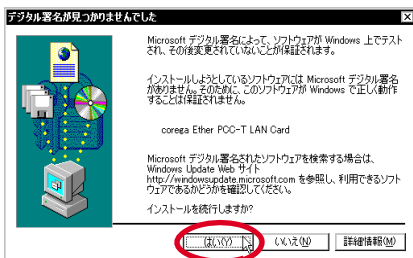 デジタル署名が見つかりませんでした
Microsoft デジタル署名によって、ソフトウェアが Windows 上でテスト
され、その後変更されていないことが保証されます。
インストールしようとしているソフトウェアには Microsoft デジタル署名
がありません。そのために、このソフトウェアが Windows で正しく動作
することは保証されません。
corega Ether PCC-T LAN Card
Microsoft デジタル署名されたソフトウェアを検索する場合は、
Windows Update Web サイト
http://windowsupdate.microsoft.com を参照し、利用できるソフト
ウェアであるかどうかを確認してください。
インストールを続行しますか?
はい(Y) いいえ(N) 詳細情報(M)